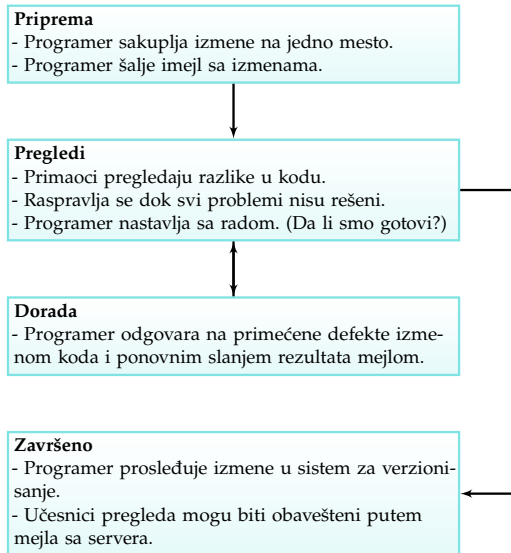 Priprema
- Programer sakuplja izmene na jedno mesto.
- Programer šalje imejl sa izmenama.
Pregledi
- Primaoci pregledaju razlike u kodu.
- Raspravlja se dok svi problemi nisu rešeni.
- Programer nastavlja sa radom. (Da li smo gotovi?)
Dorada
- Programer odgovara na primećene defekte izme-
nom koda i ponovnim slanjem rezultata mejlom.
Završeno
- Programer prosleđuje izmene u sistem za verzioni-
sanje.
- Učesnici pregleda mogu biti obavešteni putem
mejla sa servera.